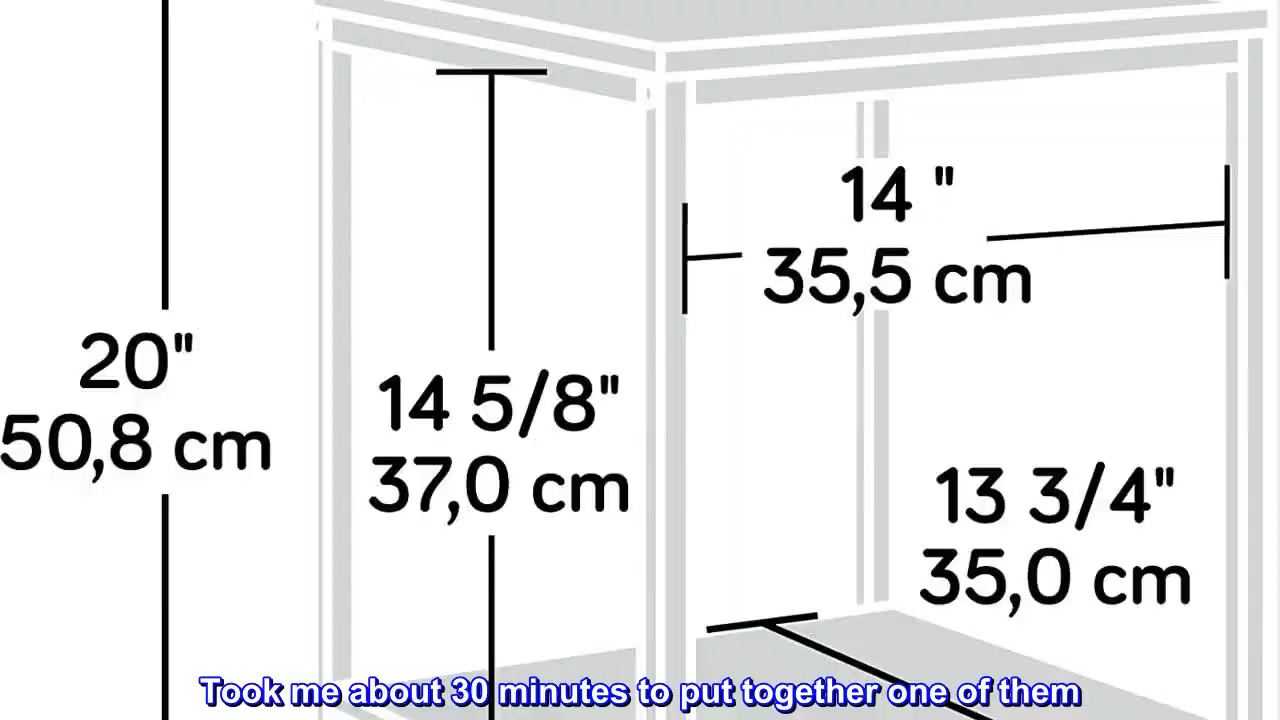 14 "
35,5 cm
20"
50,8 cm
14 5/8"
37,0 cm
13 3/4"
35,0 cm
Took me about 30 minutes to put together one of them